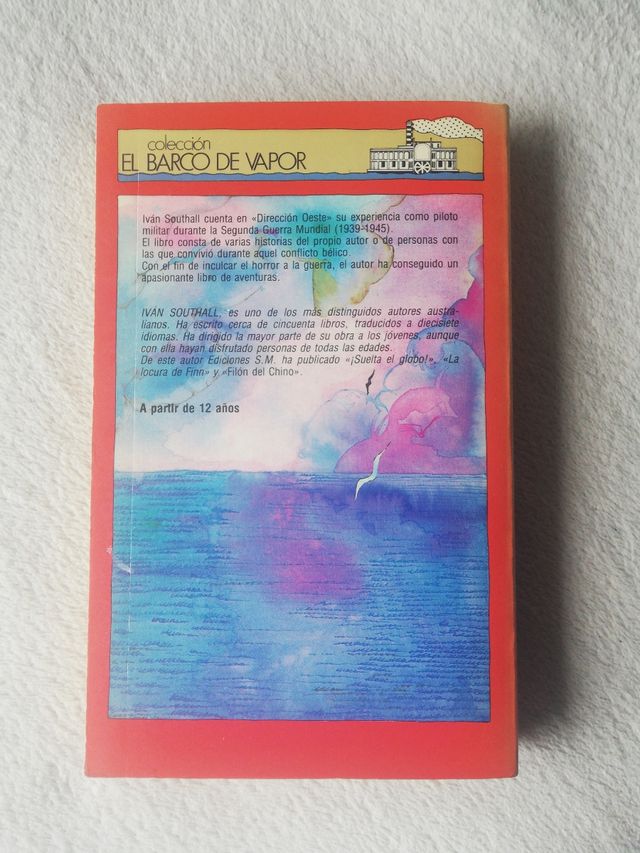 colección
EL BARCO DE VAPOR
Iván Southall cuenta en «Dirección Oeste» su experiencia como piloto
militar durante la Segunda Guerra Mundial (1939-1945).
El libro consta de varias historias del propio autor o de personas con
las que convivió durante aquel conflicto bélico.
Con el fin de inculcar el horror a la guerra, el autor ha conseguido un
apasionante libro de aventuras.
IVÁN SOUTHALL, es uno de los más distinguidos autores austra-
lianos. Ha escrito cerca de cincuenta libros, traducidos a diecisiete
idiomas. Ha dirigido la mayor parte de su obra a los jóvenes, aunque
con ella hayan disfrutado personas de todas las edades.
De este autor Ediciones S.M. ha publicado «¡Suelta el globo!», «La
locura de Finn» y «Filón del Chino».
A partir de 12 años